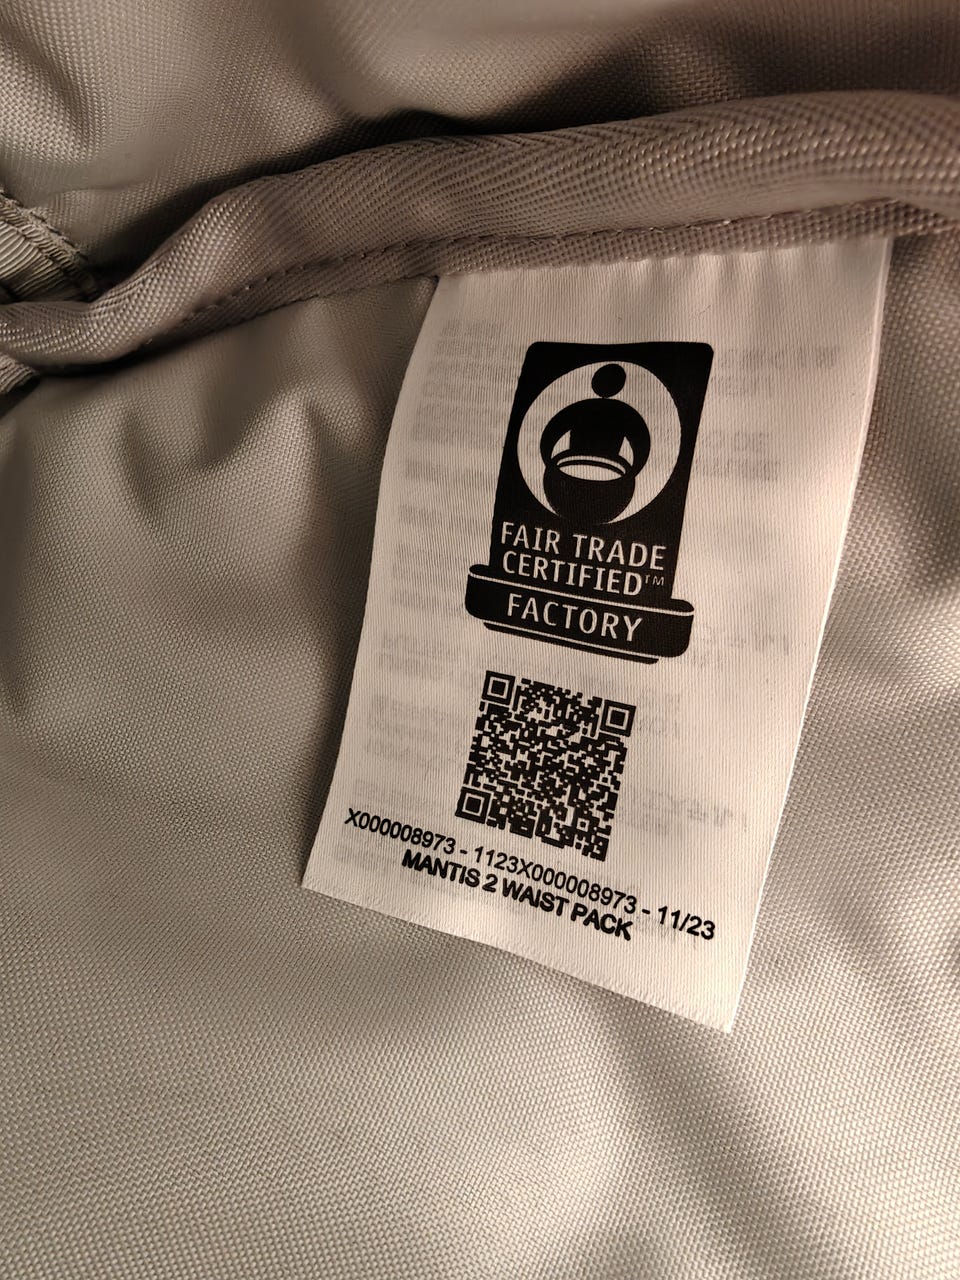 FAIR TRADE
CERTIFIED™
FACTORY
X000008973 - 1123X000008973 - 11/23
MANTIS 2 WAIST PACK